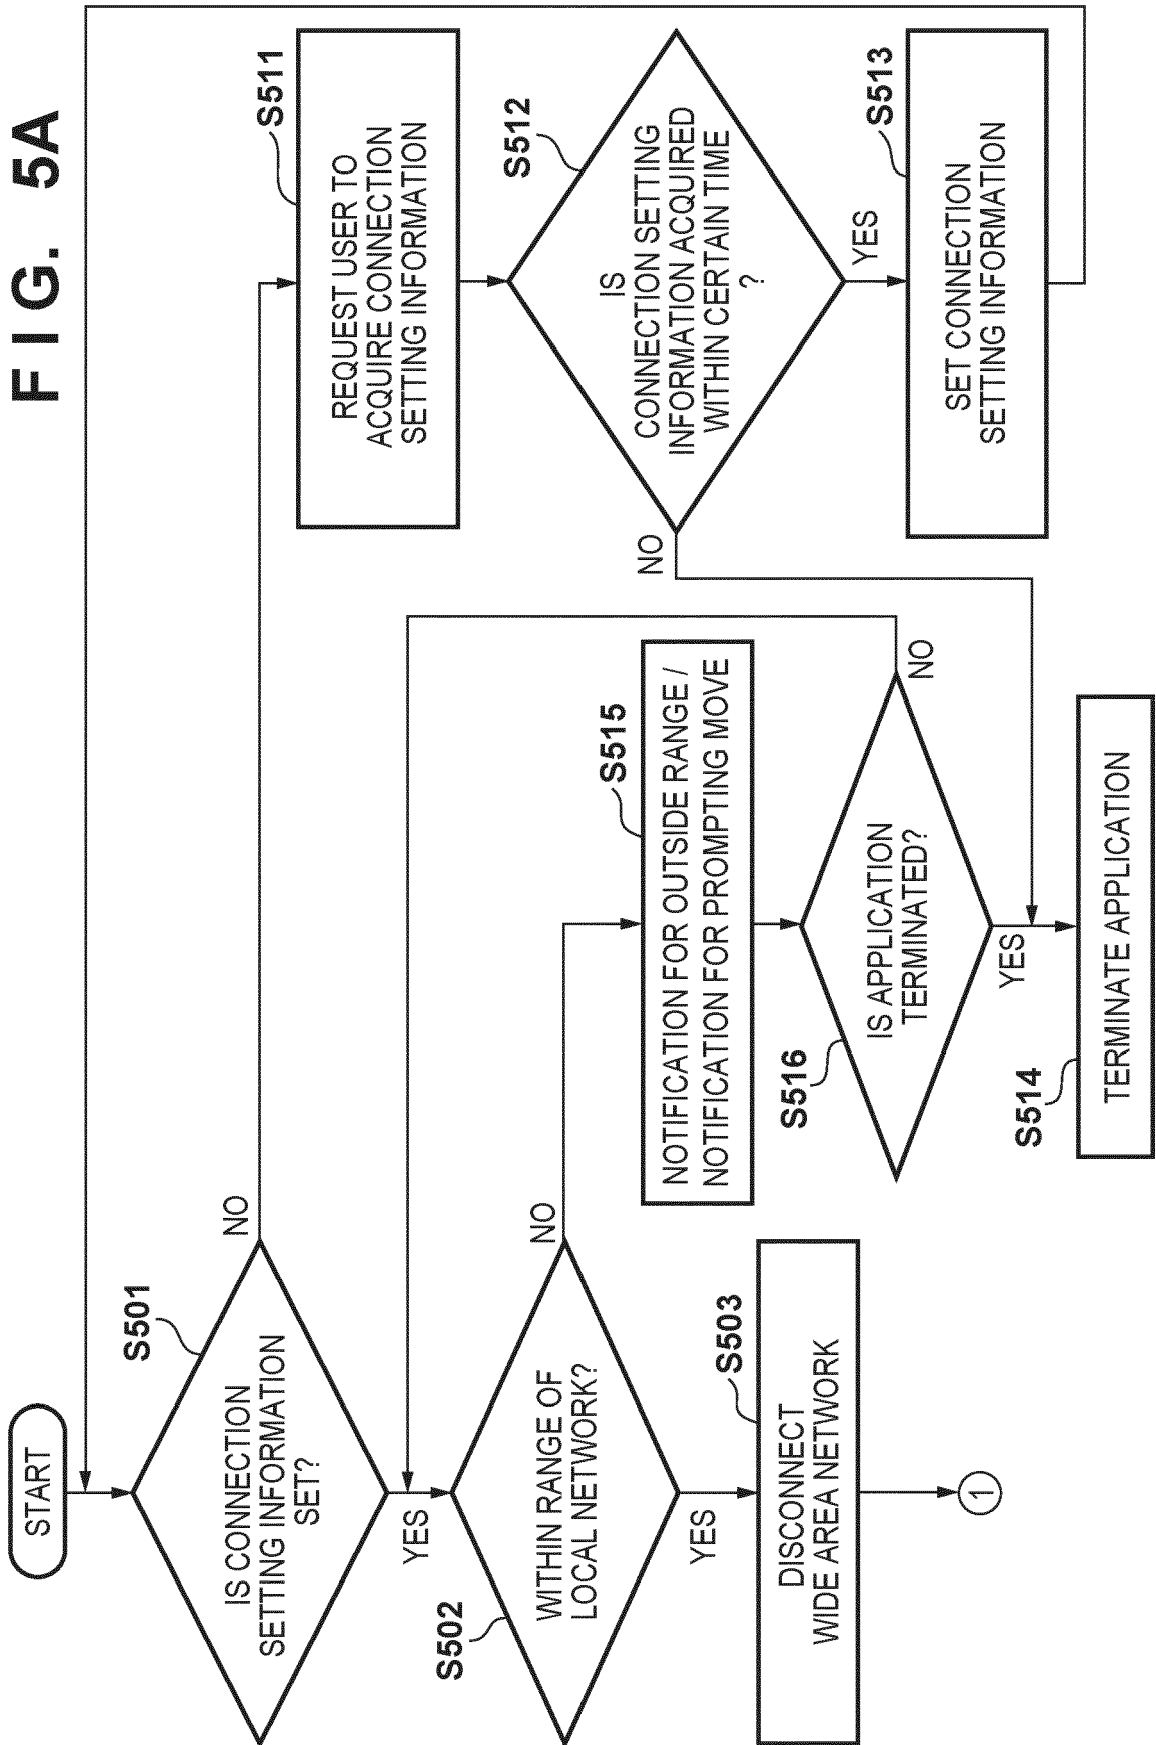 FIG. 5A
START
S501
IS CONNECTION
SETTING INFORMATION
SET?
NO
YES
S502
WITHIN RANGE OF
LOCAL NETWORK?
NO
YES
S503
DISCONNECT
WIDE AREA NETWORK
1
S515
NOTIFICATION FOR OUTSIDE RANGE /
NOTIFICATION FOR PROMPTING MOVE
S516
IS APPLICATION
TERMINATED?
NO
YES
S514
TERMINATE APPLICATION
S511
REQUEST USER TO
ACQUIRE CONNECTION
SETTING INFORMATION
S512
IS
CONNECTION SETTING
INFORMATION ACQUIRED
WITHIN CERTAIN TIME
?
NO
YES
S513
SET CONNECTION
SETTING INFORMATION